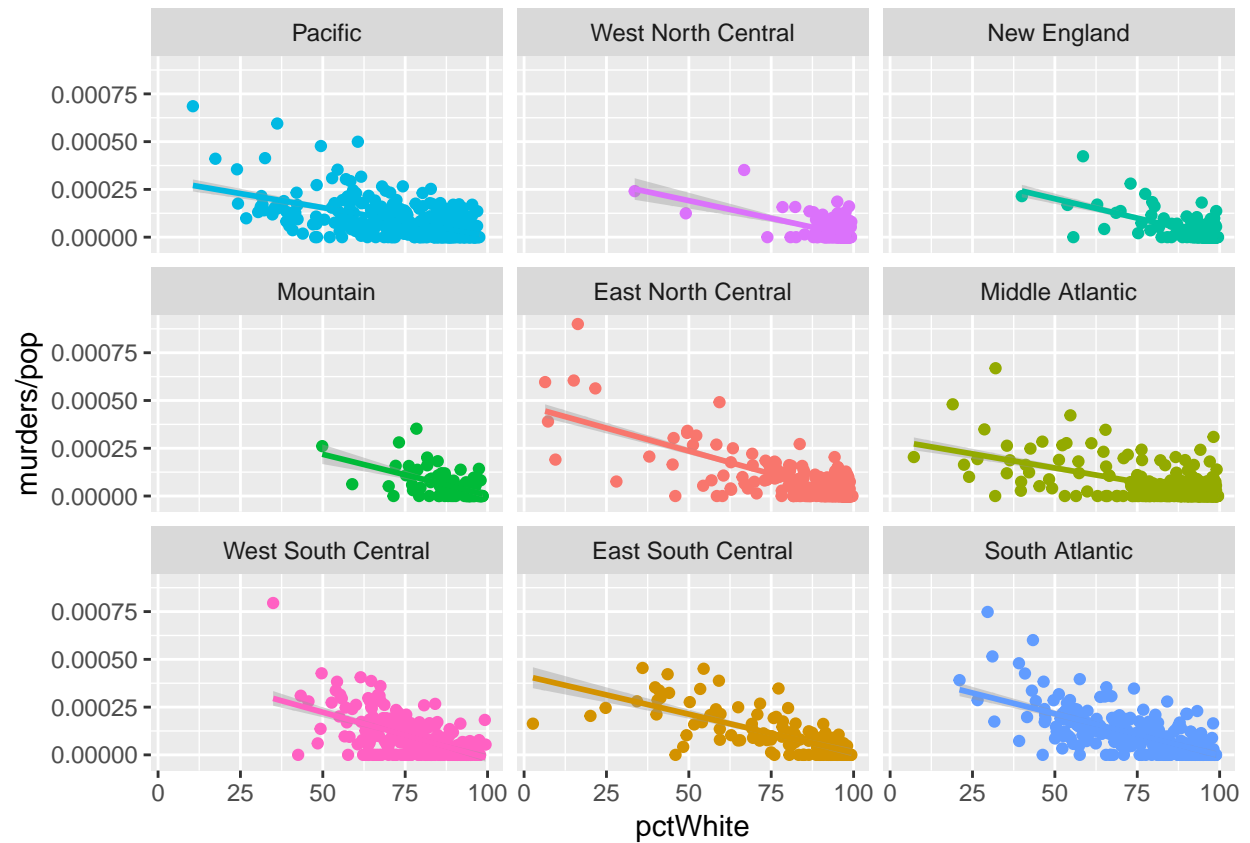 Pacific
West North Central
New England
0.00075
0.00050
0.00025
0.00000
Mountain
East North Central
Middle Atlantic
0.00075
0.00050
0.00025
0.00000
murders/pop
West South Central
East South Central
South Atlantic
0.00075
0.00050
0.00025
0.00000
0 25 50 75 100 0 25 50 75 100 0 25 50 75 100
pctWhite